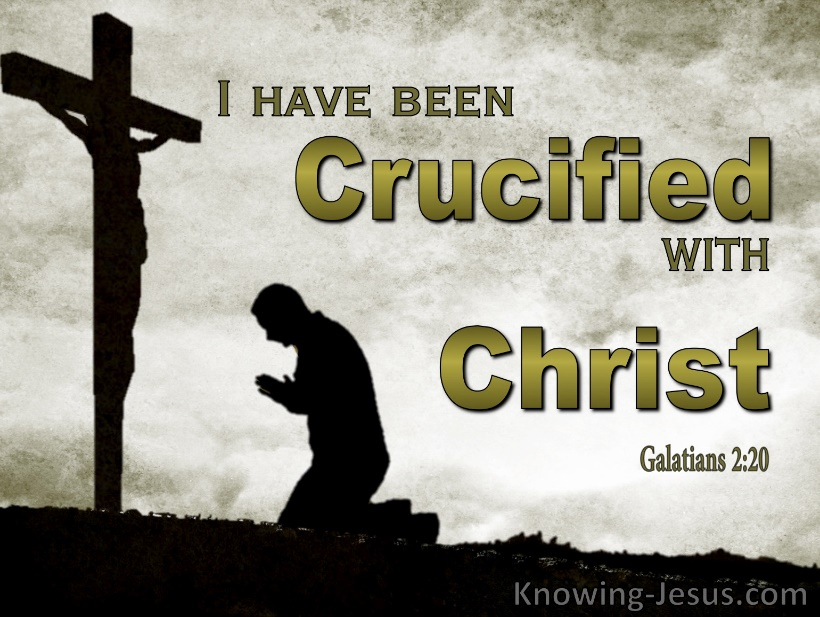 I HAVE BEEN
Crucified
WITH
Christ
Galatians 2:20
Knowing-Jesus.com